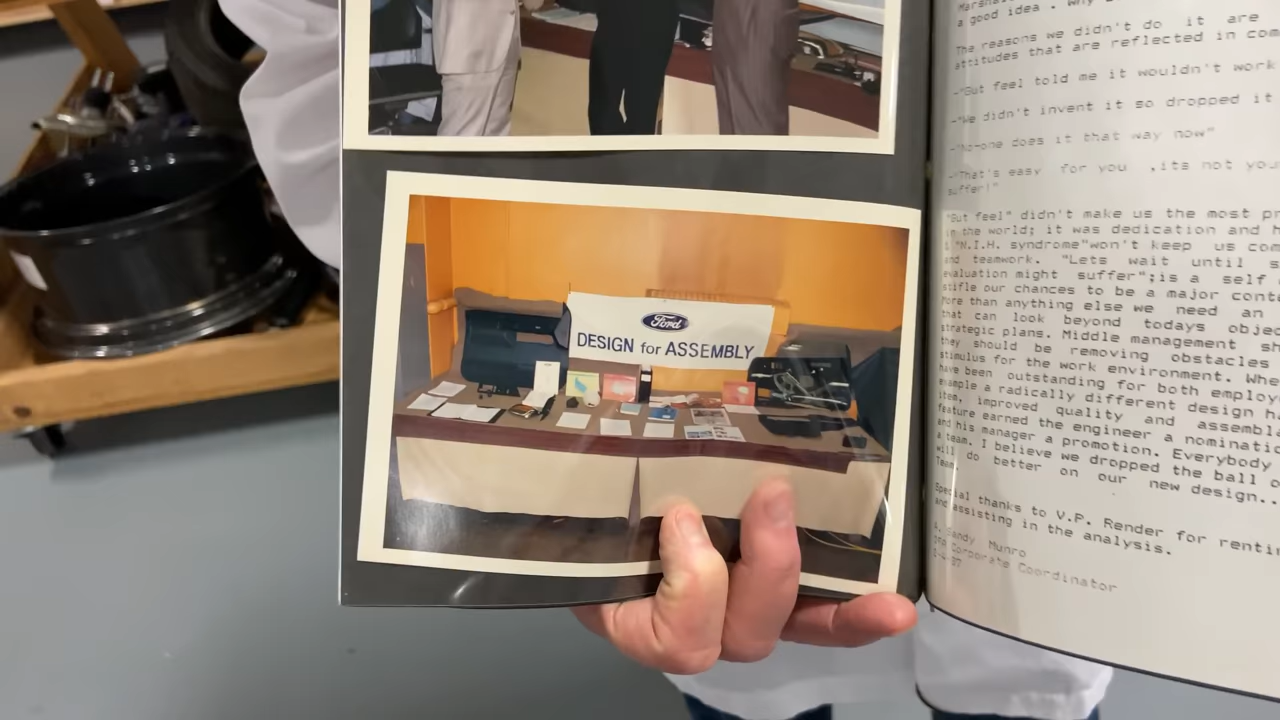 Ford
DESIGN for ASSEMBLY
a good idea . Why
The reasons we didn't do it are
attitudes that are reflected in com
-"Gut feel told me it wouldn't work
-"We didn't invent it so dropped it
-"No-one does it that way now"
-"That's easy for you ,its not you
suffer!"
"Gut feel" didn't make us the most pr
in the world; it was dedication and h
"N.I.H. syndrome"won't keep us com
and teamwork. "Lets wait until s
evaluation might suffer";is a self
stifle our chances to be a major cont
More than anything else we need an
that can look beyond todays objec
strategic plans. Middle management sh
they should be removing obstacles
stimulus for the work environment. Whe
have been outstanding for both employ
example a radically different design h
item, improved quality and assembl
feature earned the engineer a nominati
and his manager a promotion. Everybody
a team. I believe we dropped the ball o
will do better on our new design..
Special thanks to V.P. Render for rentin
and assisting in the analysis.
Sandy Munro
Corporate Coordinator